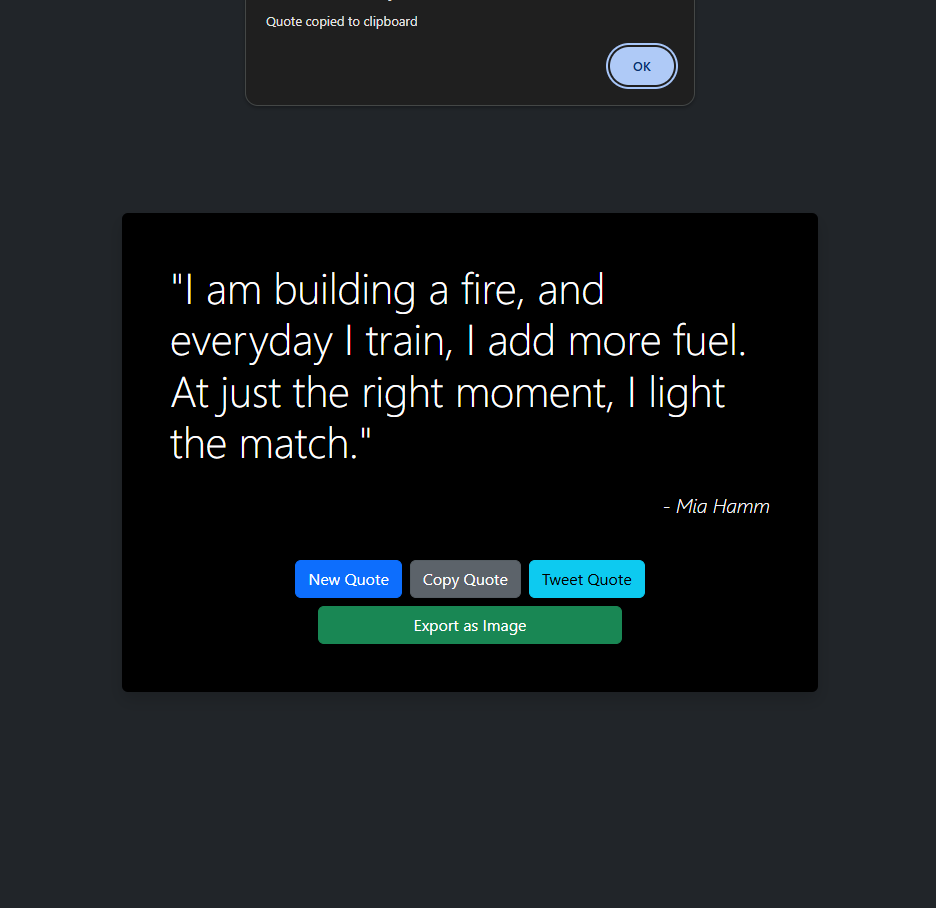 Quote copied to clipboard
OK
"I am building a fire, and
everyday I train, I add more fuel.
At just the right moment, I light
the match."
- Mia Hamm
New Quote Copy Quote Tweet Quote
Export as Image